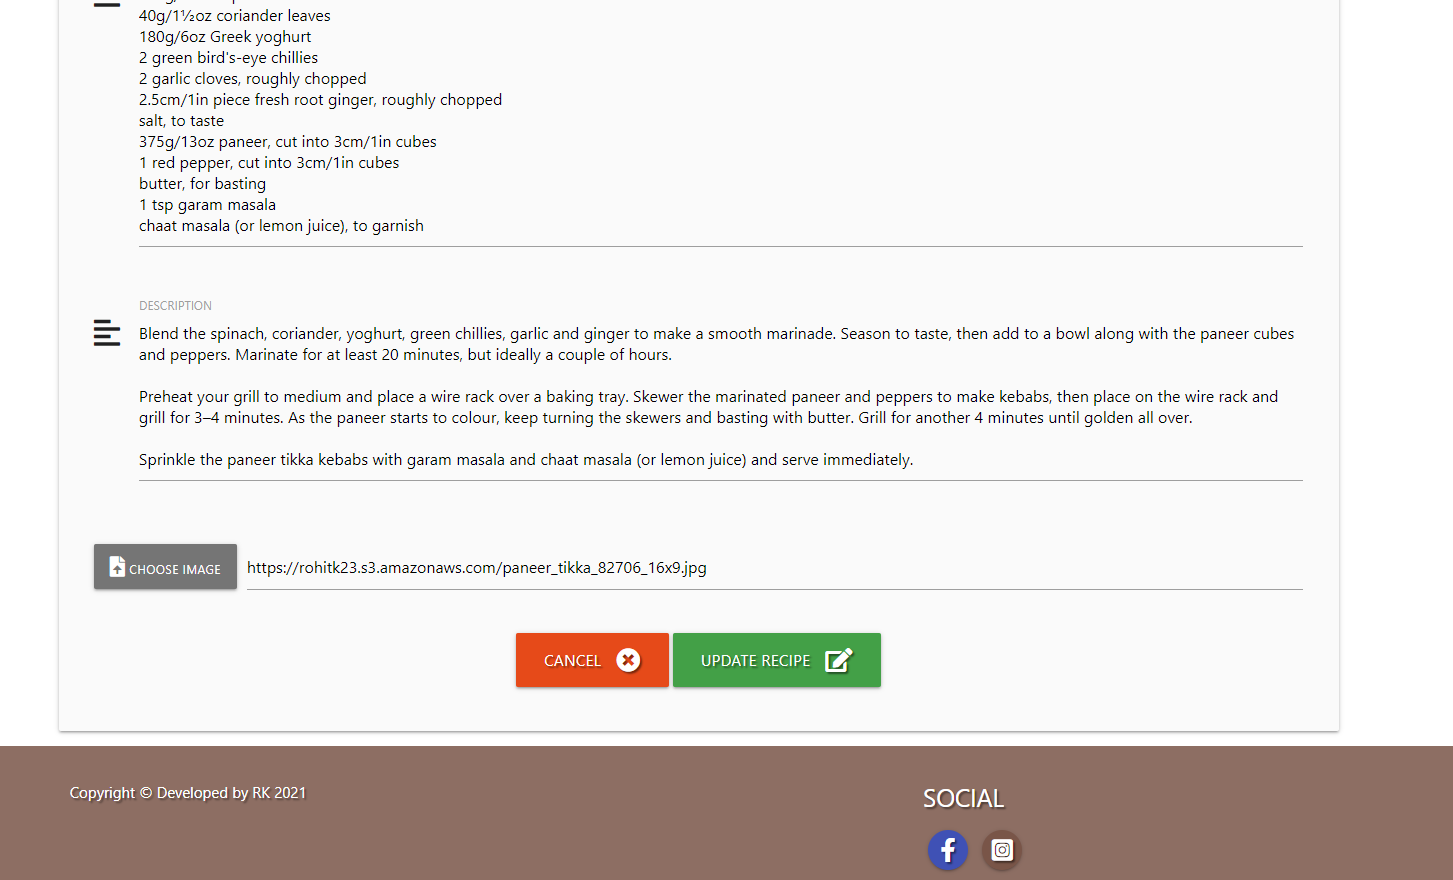 40g/1½oz coriander leaves
180g/6oz Greek yoghurt
2 green bird's-eye chillies
2 garlic cloves, roughly chopped
2.5cm/1in piece fresh root ginger, roughly chopped
salt, to taste
375g/13oz paneer, cut into 3cm/1in cubes
1 red pepper, cut into 3cm/1in cubes
butter, for basting
1 tsp garam masala
chaat masala (or lemon juice), to garnish
DESCRIPTION
Blend the spinach, coriander, yoghurt, green chillies, garlic and ginger to make a smooth marinade. Season to taste, then add to a bowl along with the paneer cubes
and peppers. Marinate for at least 20 minutes, but ideally a couple of hours.
Preheat your grill to medium and place a wire rack over a baking tray. Skewer the marinated paneer and peppers to make kebabs, then place on the wire rack and
grill for 3–4 minutes. As the paneer starts to colour, keep turning the skewers and basting with butter. Grill for another 4 minutes until golden all over.
Sprinkle the paneer tikka kebabs with garam masala and chaat masala (or lemon juice) and serve immediately.
CHOOSE IMAGE
https://rohitk23.s3.amazonaws.com/paneer_tikka_82706_16x9.jpg
CANCEL
UPDATE RECIPE
Copyright © Developed by RK 2021
SOCIAL